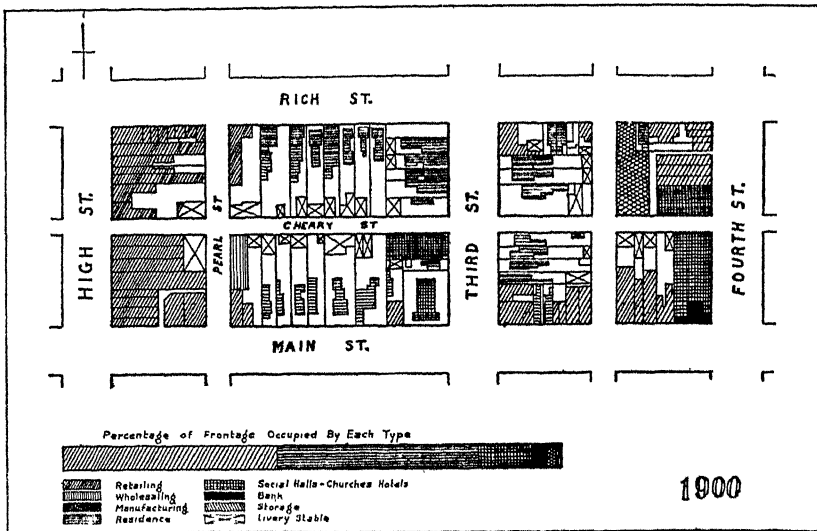 RICH ST.
HIGH ST.
PEARL ST
CHERRY ST
THIRD ST.
FOURTH ST.
MAIN ST.
Percentage of Frontage Occupied By Each Type
Retailing
Wholesaling
Manufacturing
Residence
Social Halls-Churches Hotels
Bank
Storage
Livery Stable
1900